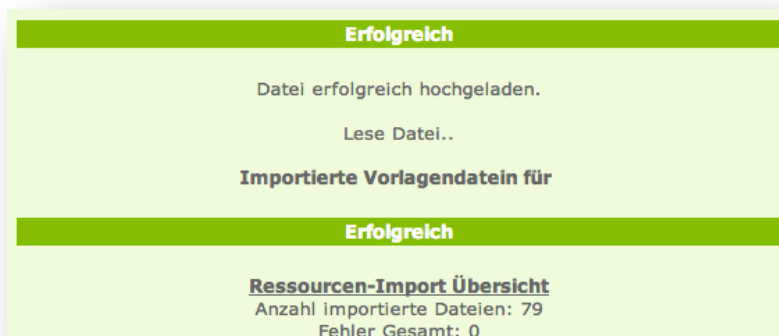 Erfolgreich
Datei erfolgreich hochgeladen.
Lese Datei..
Importierte Vorlagendatein für
Erfolgreich
Ressourcen-Import Übersicht
Anzahl importierte Dateien: 79
Fehler Gesamt: 0